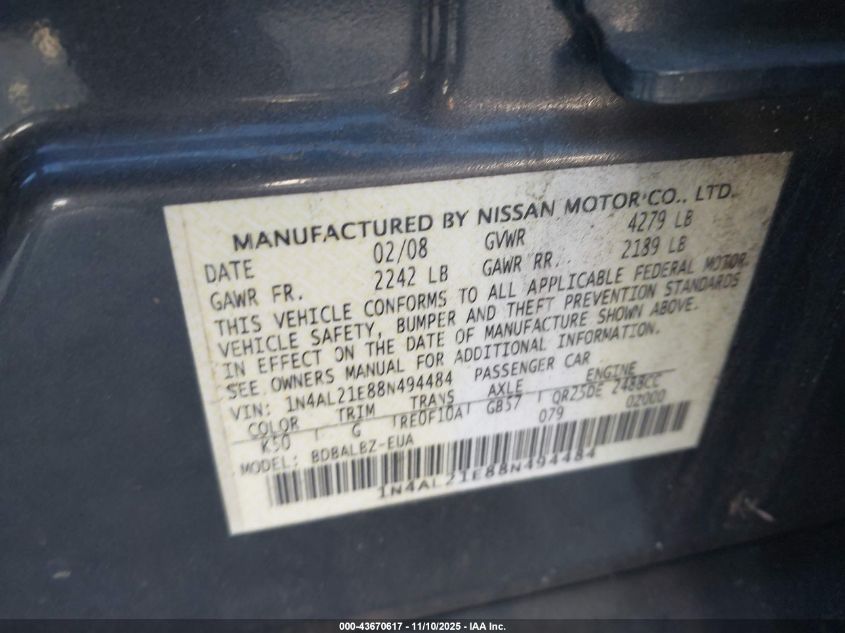 MANUFACTURED BY NISSAN MOTOR CO., LTD.
DATE 02/08 GVWR 4279 LB
GAWR FR. 2242 LB GAWR RR. 2189 LB
THIS VEHICLE CONFORMS TO ALL APPLICABLE FEDERAL MOTOR
VEHICLE SAFETY, BUMPER AND THEFT PREVENTION STANDARDS
IN EFFECT ON THE DATE OF MANUFACTURE SHOWN ABOVE.
SEE OWNERS MANUAL FOR ADDITIONAL INFORMATION.
VIN: 1N4AL21E88N494484 PASSENGER CAR
COLOR TRIM TRANS AXLE ENGINE
K50 G RE0F10A GB57 QR25DE 2488CC
MODEL: BDBALBZ-EUA 079 02000
1N4AL21E88N494484
000-43670617 - 11/10/2025 - IAA Inc.